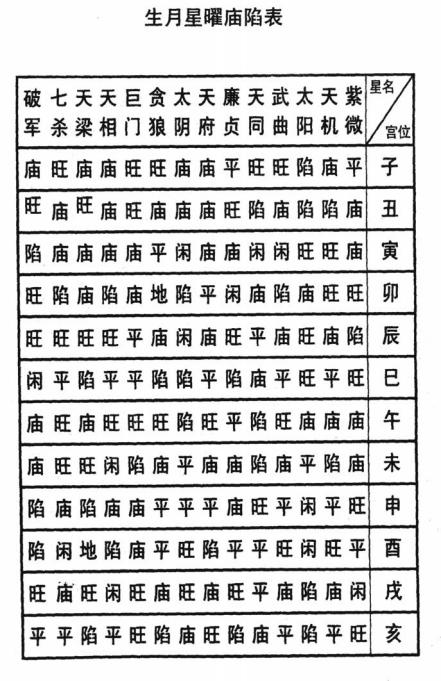 生月星曜庙陷表
破 七 天 天 巨 贪 太 天 廉 天 武 太 天 紫 星名
军 杀 梁 相 门 狼 阴 府 贞 同 曲 阳 机 微 宫位
庙 旺 庙 庙 旺 旺 庙 庙 平 旺 旺 陷 庙 平 子
旺 庙 旺 庙 旺 庙 庙 庙 旺 陷 庙 陷 陷 庙 丑
陷 庙 庙 庙 庙 平 闲 庙 庙 闲 闲 旺 旺 庙 寅
旺 陷 庙 陷 庙 地 陷 平 闲 庙 陷 庙 旺 旺 卯
旺 旺 旺 旺 平 庙 闲 庙 旺 平 庙 旺 庙 陷 辰
闲 平 陷 平 平 陷 陷 平 陷 庙 平 旺 平 旺 巳
庙 旺 庙 旺 旺 旺 陷 旺 平 陷 旺 庙 庙 庙 午
庙 旺 旺 闲 陷 庙 平 庙 庙 陷 庙 平 陷 庙 未
陷 庙 陷 庙 庙 平 平 平 庙 旺 平 闲 平 旺 申
陷 闲 地 陷 庙 平 旺 陷 平 平 旺 闲 旺 平 酉
旺 庙 旺 闲 旺 庙 旺 庙 旺 平 庙 陷 庙 闲 戌
平 平 陷 平 旺 陷 庙 旺 陷 庙 平 陷 平 旺 亥